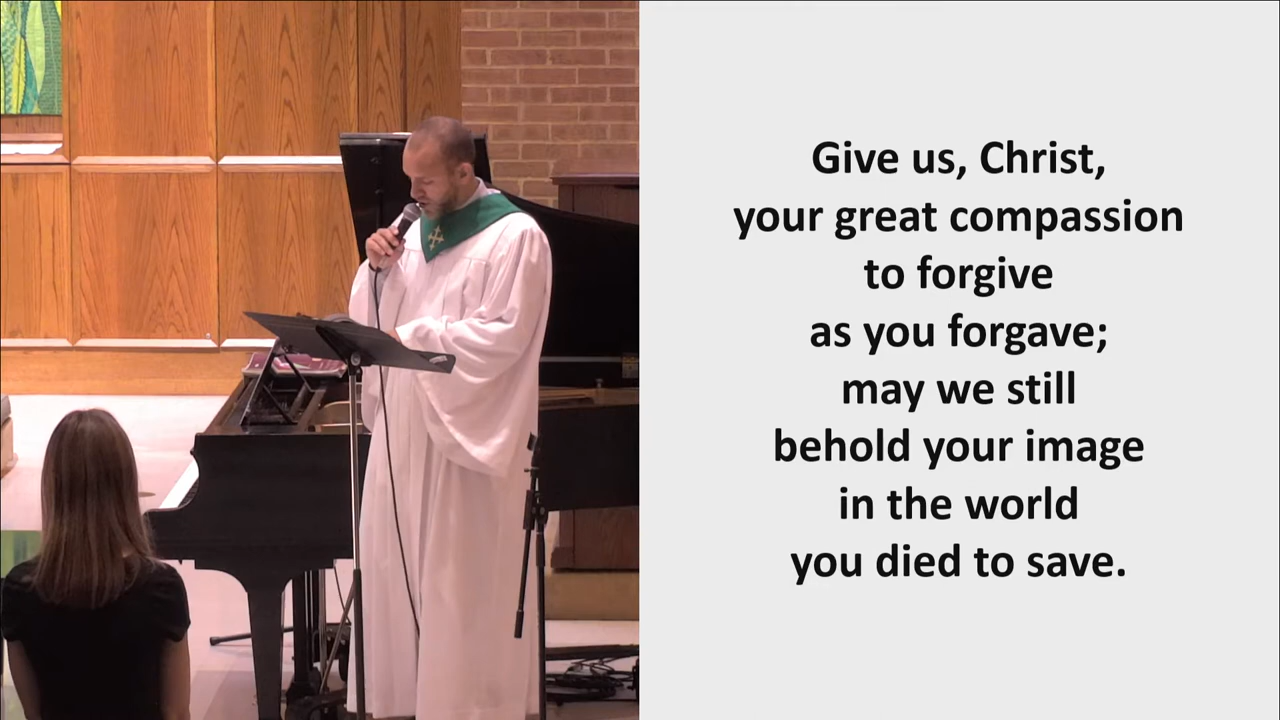 Give us, Christ,
your great compassion
to forgive
as you forgave;
may we still
behold your image
in the world
you died to save.